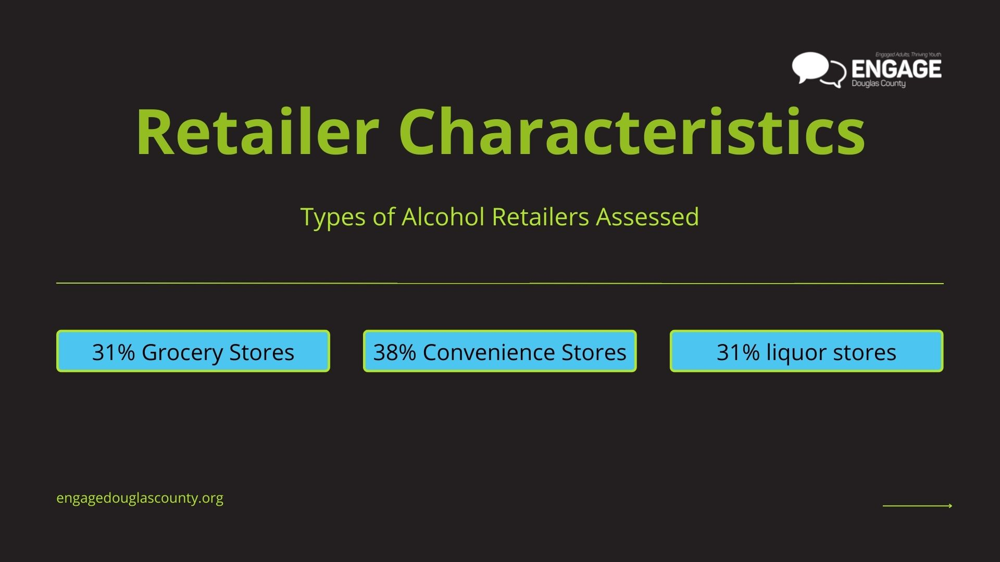 Engaged Adults, Thriving Youth.
ENGAGE
Douglas County
Retailer Characteristics
Types of Alcohol Retailers Assessed
31% Grocery Stores
38% Convenience Stores
31% liquor stores
engagedouglascounty.org